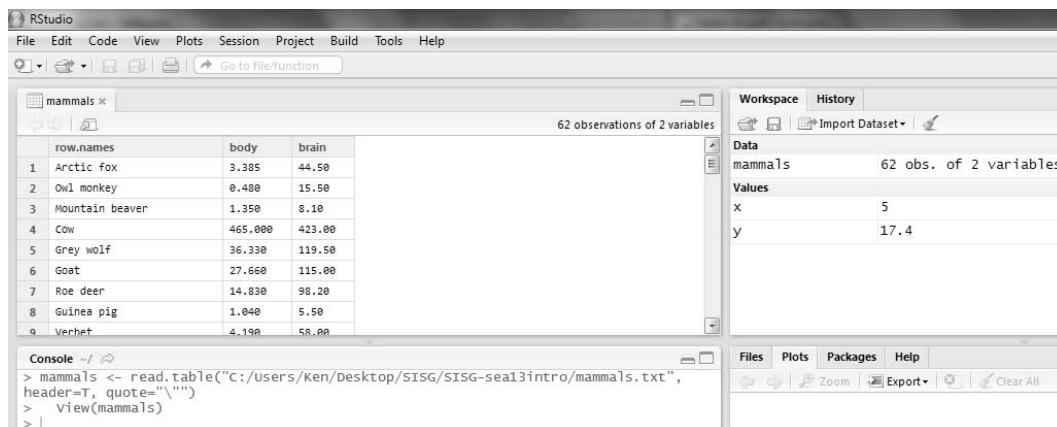 RStudio
File Edit Code View Plots Session Project Build Tools Help
Go to file/function
mammals
62 observations of 2 variables
row.names body brain
1 Arctic fox 3.385 44.50
2 Owl monkey 0.480 15.50
3 Mountain beaver 1.350 8.10
4 Cow 465.000 423.00
5 Grey wolf 36.330 119.50
6 Goat 27.660 115.00
7 Roe deer 14.830 98.20
8 Guinea pig 1.040 5.50
9 Verbet 4.190 58.00
Console ~/
> mammals <- read.table("C:/Users/Ken/Desktop/SISG/SISG-sea13intro/mammals.txt",
header=T, quote="\"")
> View(mammals)
>
Workspace History
Import Dataset
Data
mammals 62 obs. of 2 variables
Values
x 5
y 17.4
Files Plots Packages Help
Zoom Export Clear All